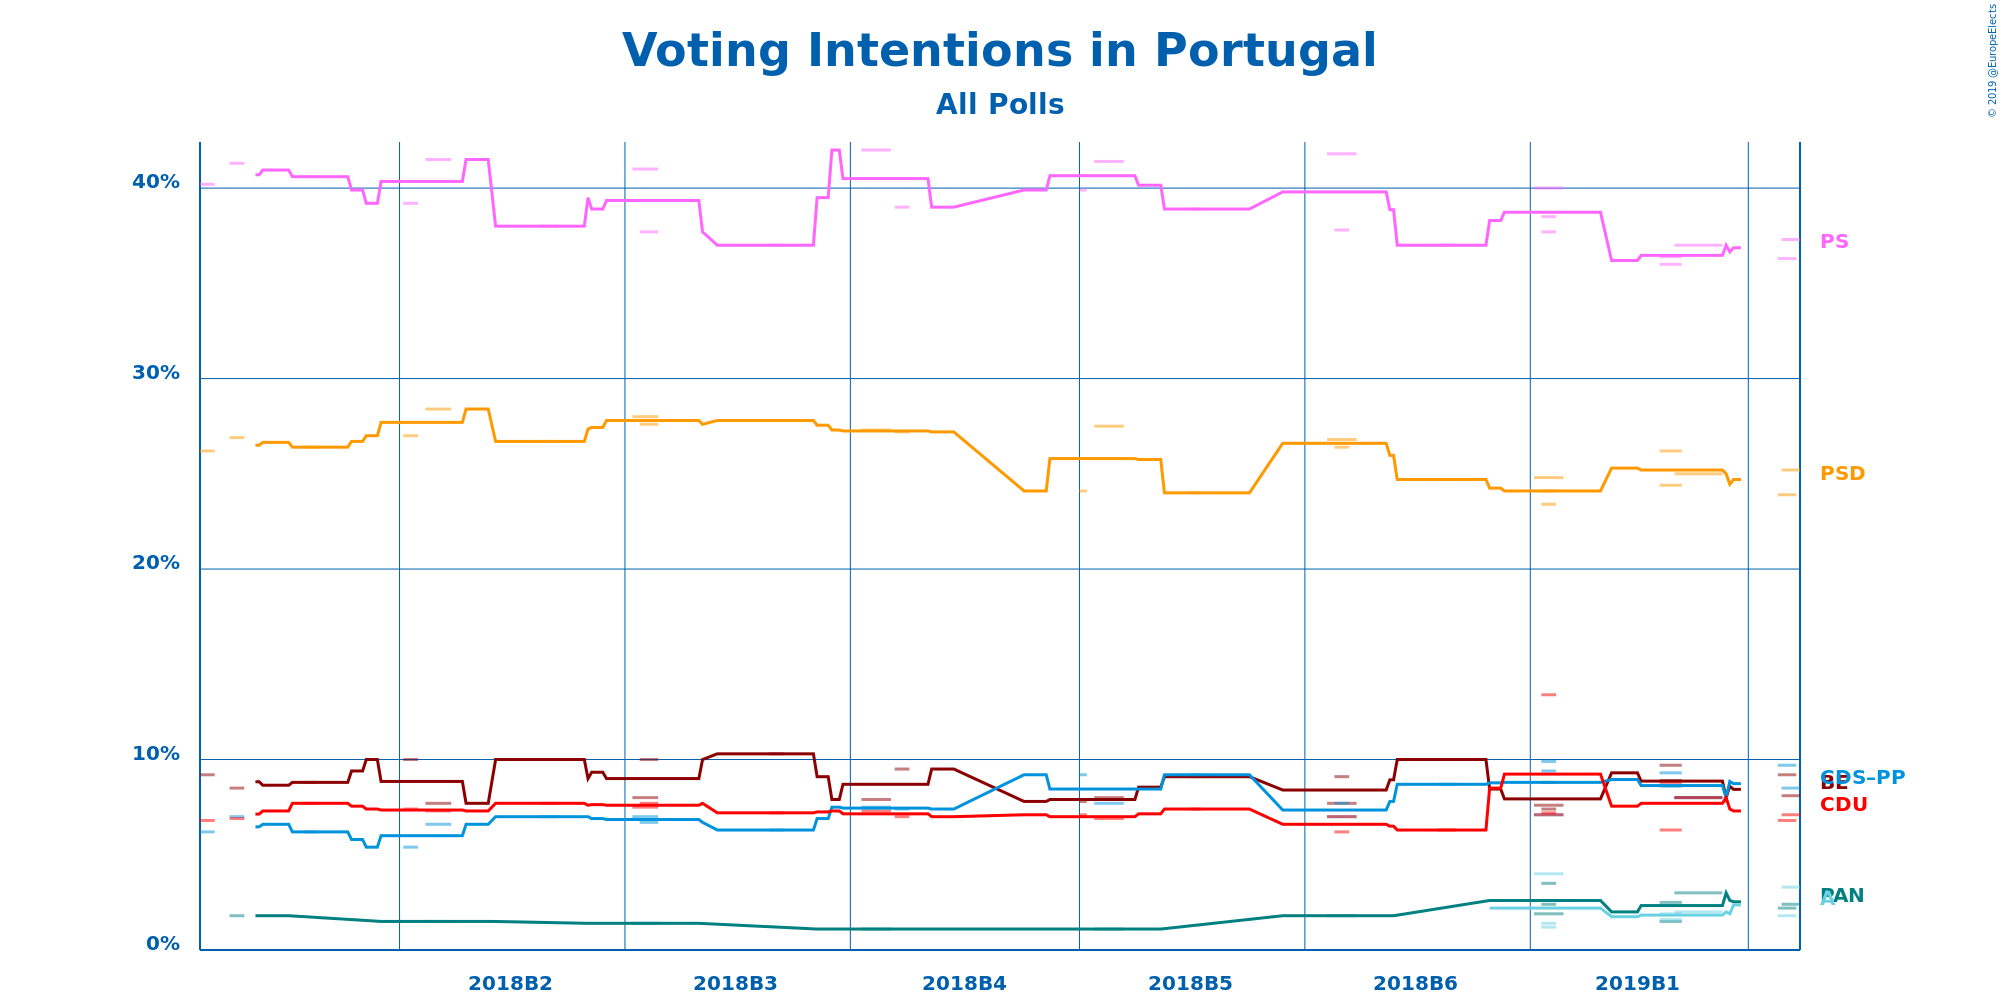 Voting Intentions in Portugal
All Polls
© 2019 @EuropeElects
40%
30%
20%
10%
0%
PS
PSD
CDS–PP
BE
CDU
PAN
A
2018B2
2018B3
2018B4
2018B5
2018B6
2019B1